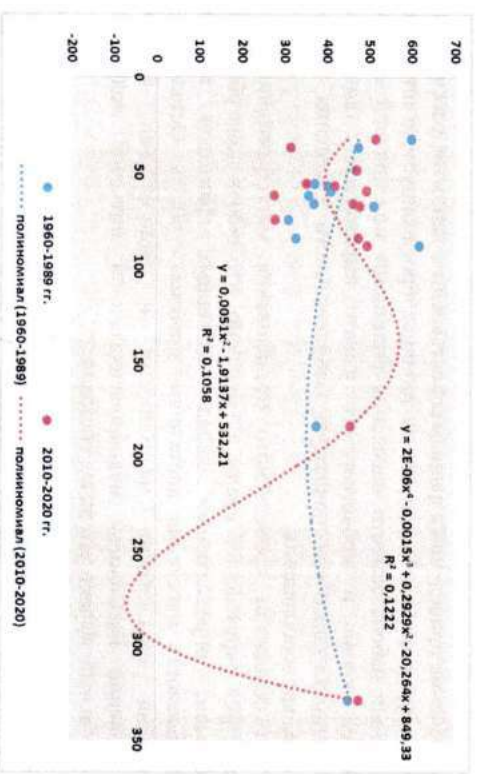 700
600
500
400
300
200
100
0
-100
-200
0
50
100
150
200
250
300
350
y = 2E-06x⁴ - 0,0015x³ + 0,2929x² - 20,264x + 849,33
R² = 0,1222
y = 0,0051x² - 1,9137x + 532,21
R² = 0,1058
1960-1989 гг.
2010-2020 гг.
полиномиал (1960-1989)
полиномиал (2010-2020)